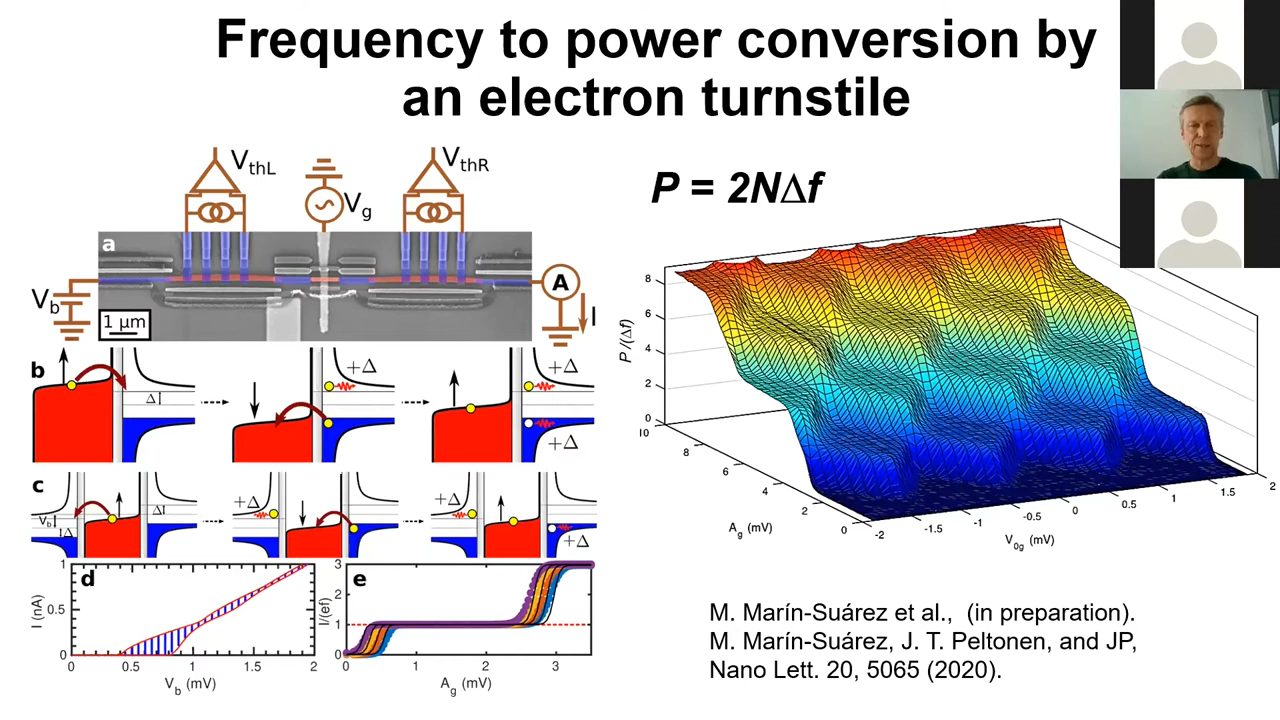 Frequency to power conversion by
an electron turnstile
V_thL
V_thR
V_g
P = 2NΔf
a
V_b
A
I
1 μm
b
+Δ
+Δ
Δ
+Δ
c
+Δ
+Δ
V_b
Δ
Δ
+Δ
d
I (nA)
1
0.5
0
0 0.5 1 1.5 2
V_b (mV)
e
I/(ef)
3
2
1
0
0 1 2 3
A_g (mV)
P/(Δf)
8
6
4
2
0
10
8
6
4
2
0
A_g (mV)
-2 -1.5 -1 -0.5 0 0.5 1 1.5 2
V_0g (mV)
M. Marín-Suárez et al., (in preparation).
M. Marín-Suárez, J. T. Peltonen, and JP,
Nano Lett. 20, 5065 (2020).